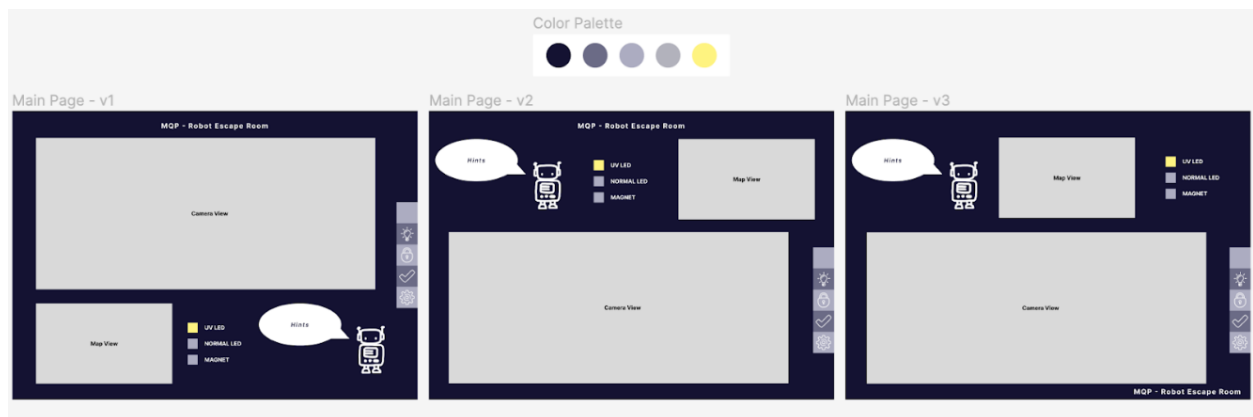 Color Palette
Main Page - v1
MQP - Robot Escape Room
Camera View
Map View
UV LED
NORMAL LED
MAGNET
Hints
Main Page - v2
MQP - Robot Escape Room
Hints
UV LED
NORMAL LED
MAGNET
Map View
Camera View
Main Page - v3
Hints
Map View
UV LED
NORMAL LED
MAGNET
Camera View
MQP - Robot Escape Room